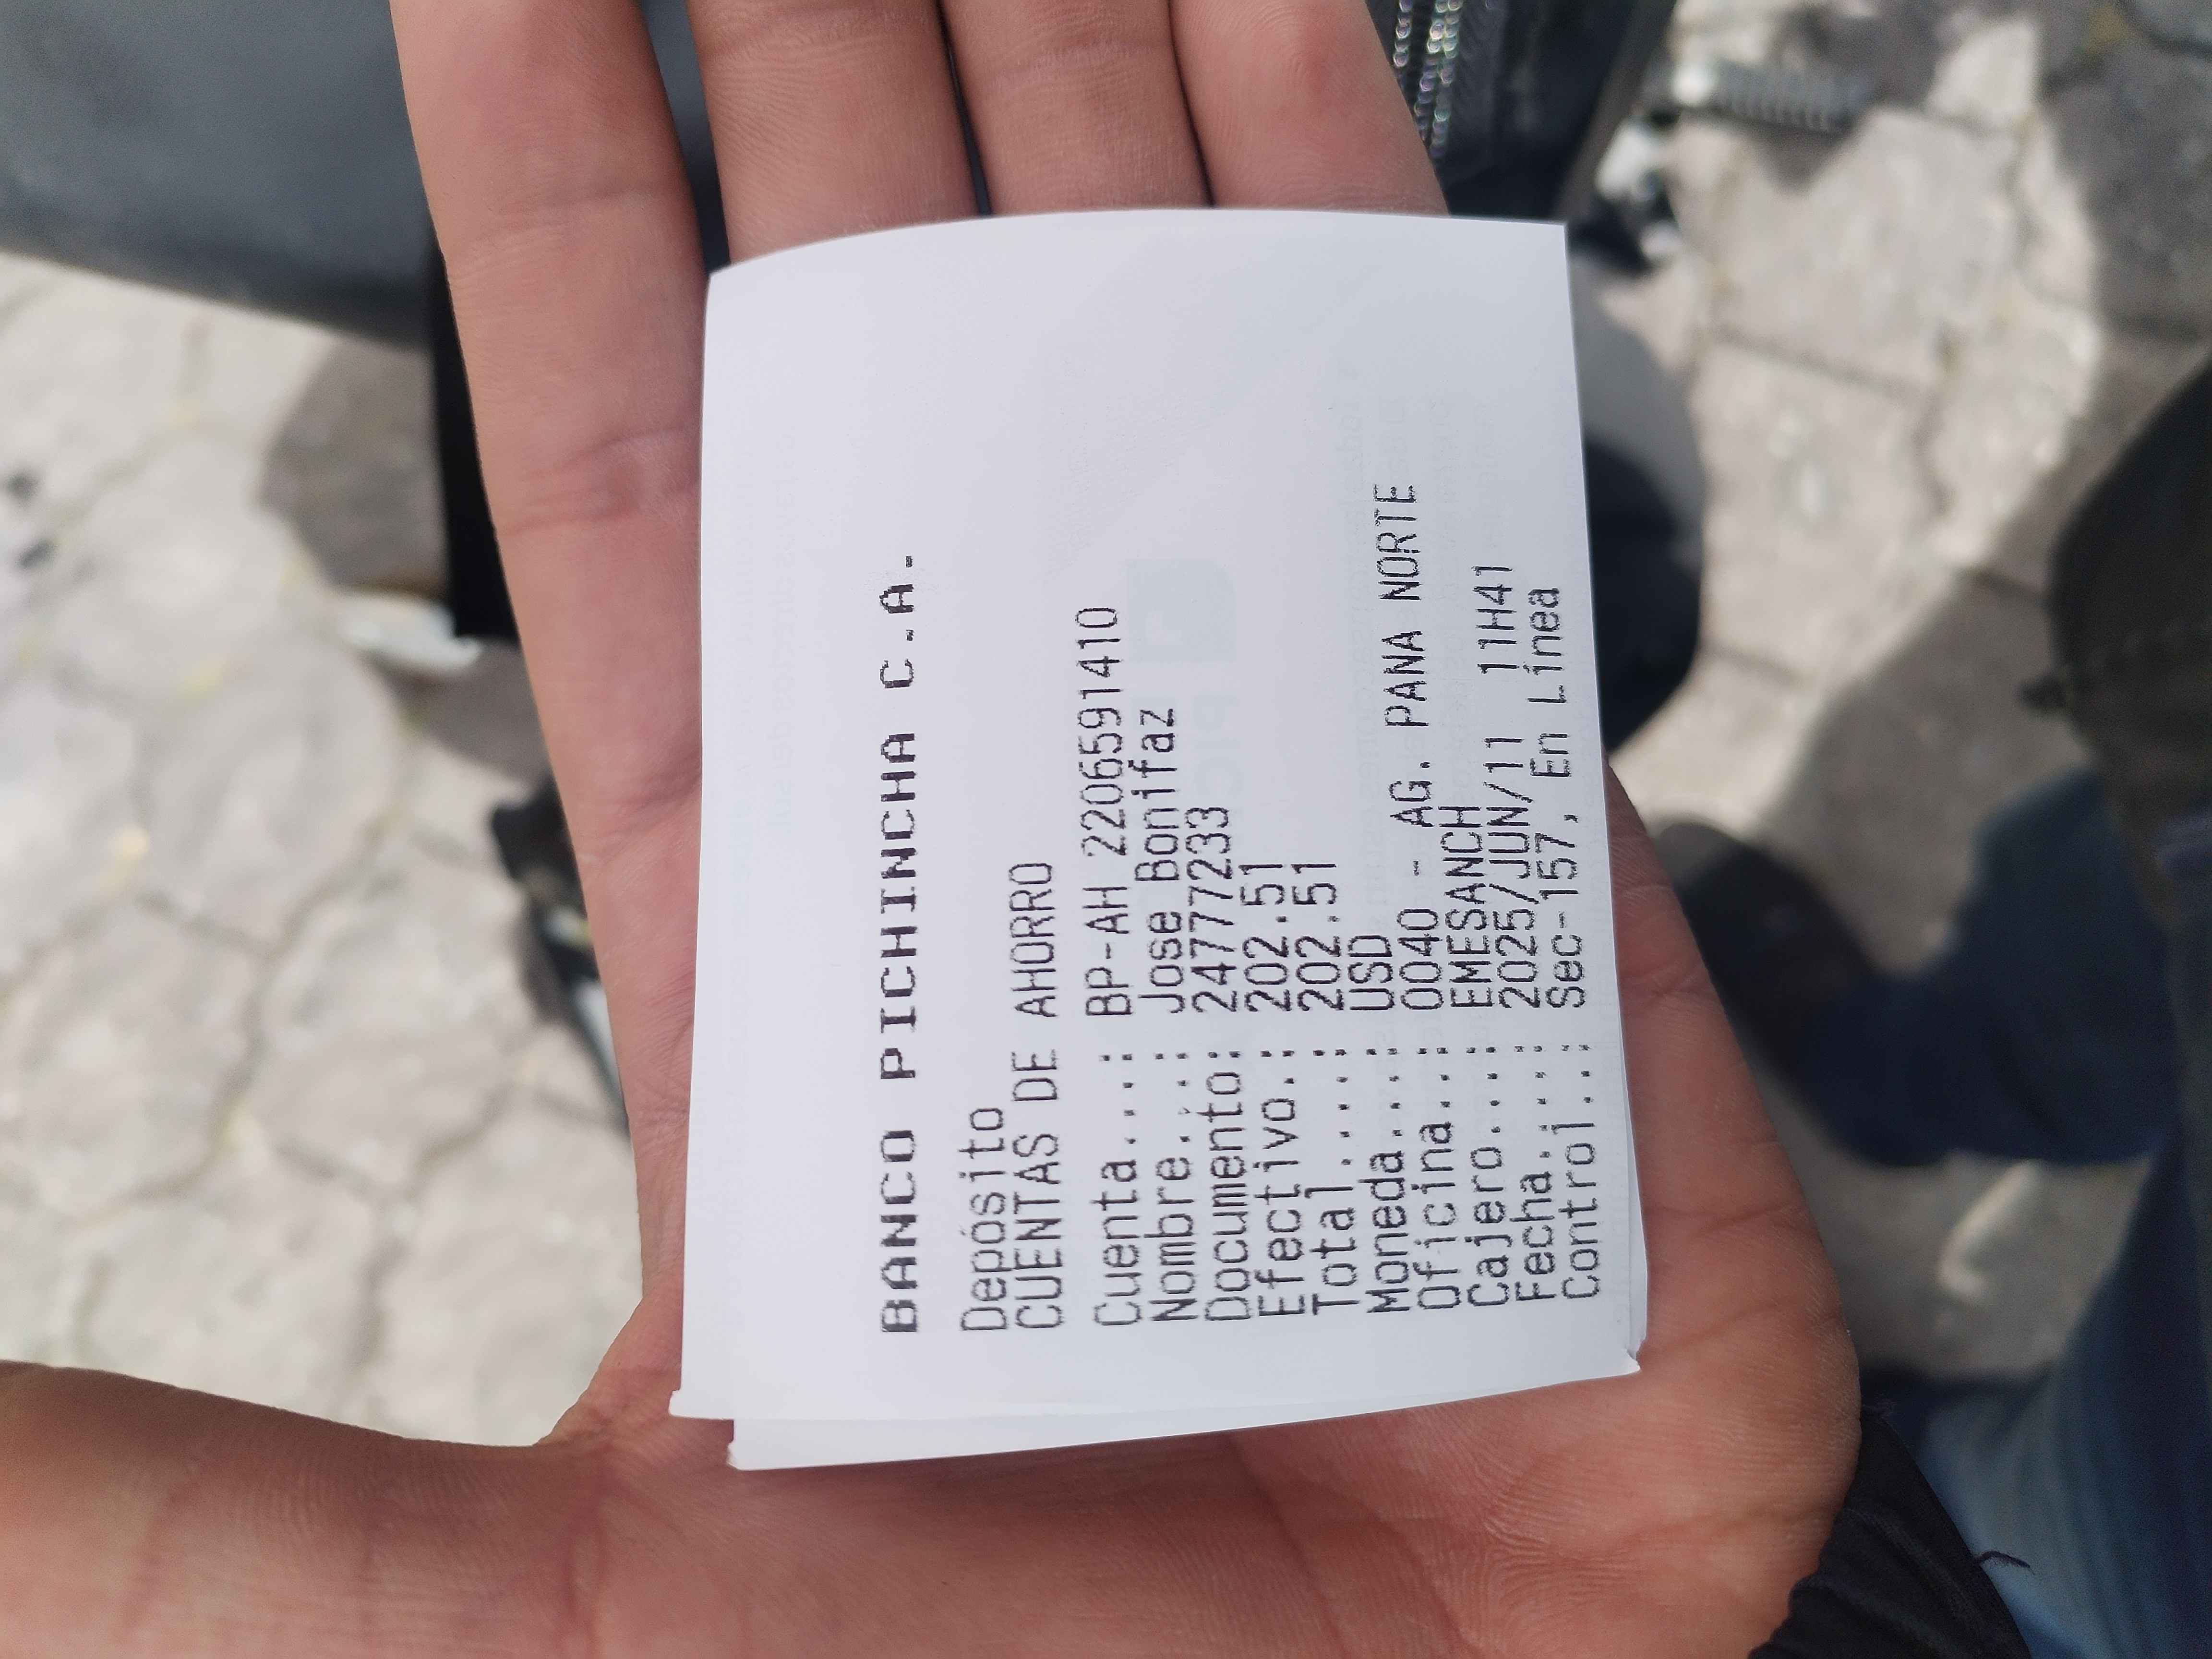 BANCO PICHINCHA C.A.
Depósito
CUENTAS DE AHORRO
Cuenta....: BP-AH 2206591410
Nombre....: Jose Bonifaz
Documento: 24777233
Efectivo.: 202.51
Total.....: 202.51
Moneda....: USD
Oficina...: 0040 - AG. PANA NORTE
Cajero....: EMESANCH
Fecha.....: 2025/JUN/11 11H41
Control...: Sec-157, En Línea